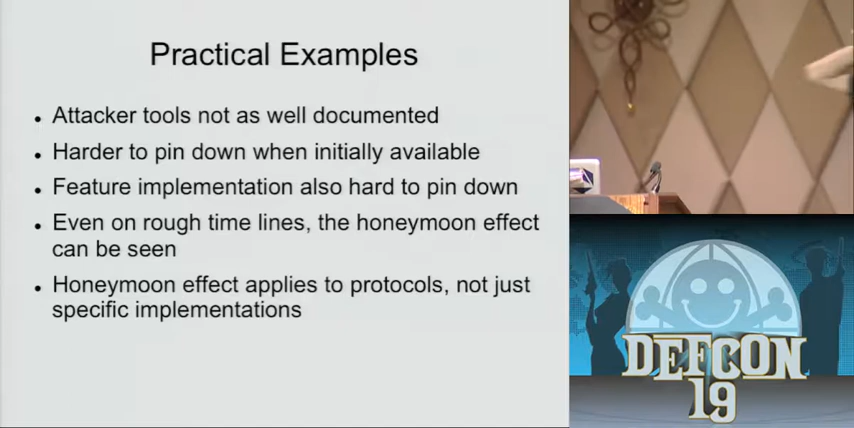 Practical Examples
• Attacker tools not as well documented
• Harder to pin down when initially available
• Feature implementation also hard to pin down
• Even on rough time lines, the honeymoon effect
can be seen
• Honeymoon effect applies to protocols, not just
specific implementations
DEFCON
19